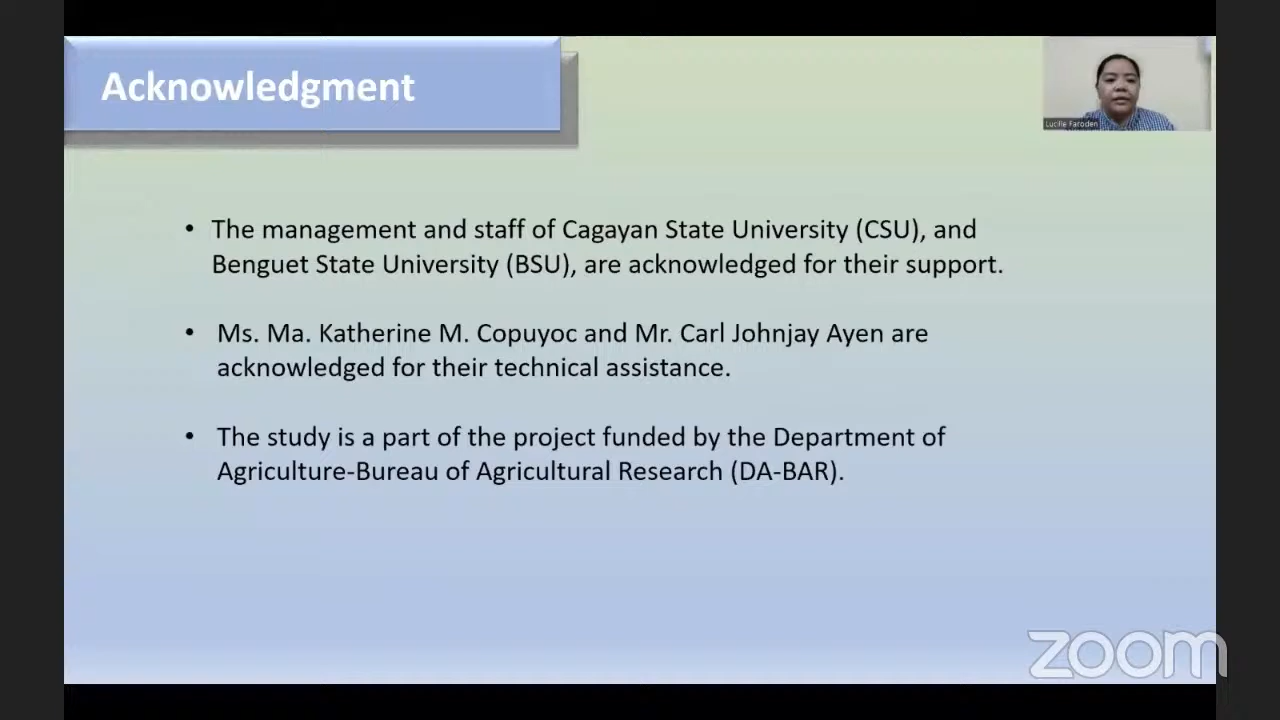 Acknowledgment
Lucille Faroden
• The management and staff of Cagayan State University (CSU), and
Benguet State University (BSU), are acknowledged for their support.
• Ms. Ma. Katherine M. Copuyoc and Mr. Carl Johnjay Ayen are
acknowledged for their technical assistance.
• The study is a part of the project funded by the Department of
Agriculture-Bureau of Agricultural Research (DA-BAR).
zoom